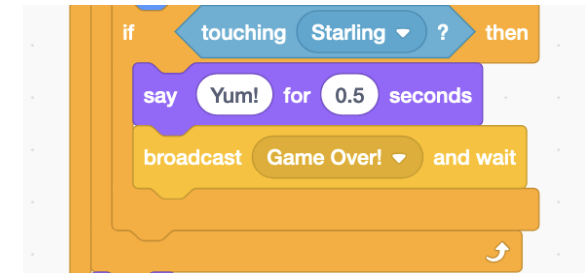 if touching Starling ? then
say Yum! for 0.5 seconds
broadcast Game Over! and wait